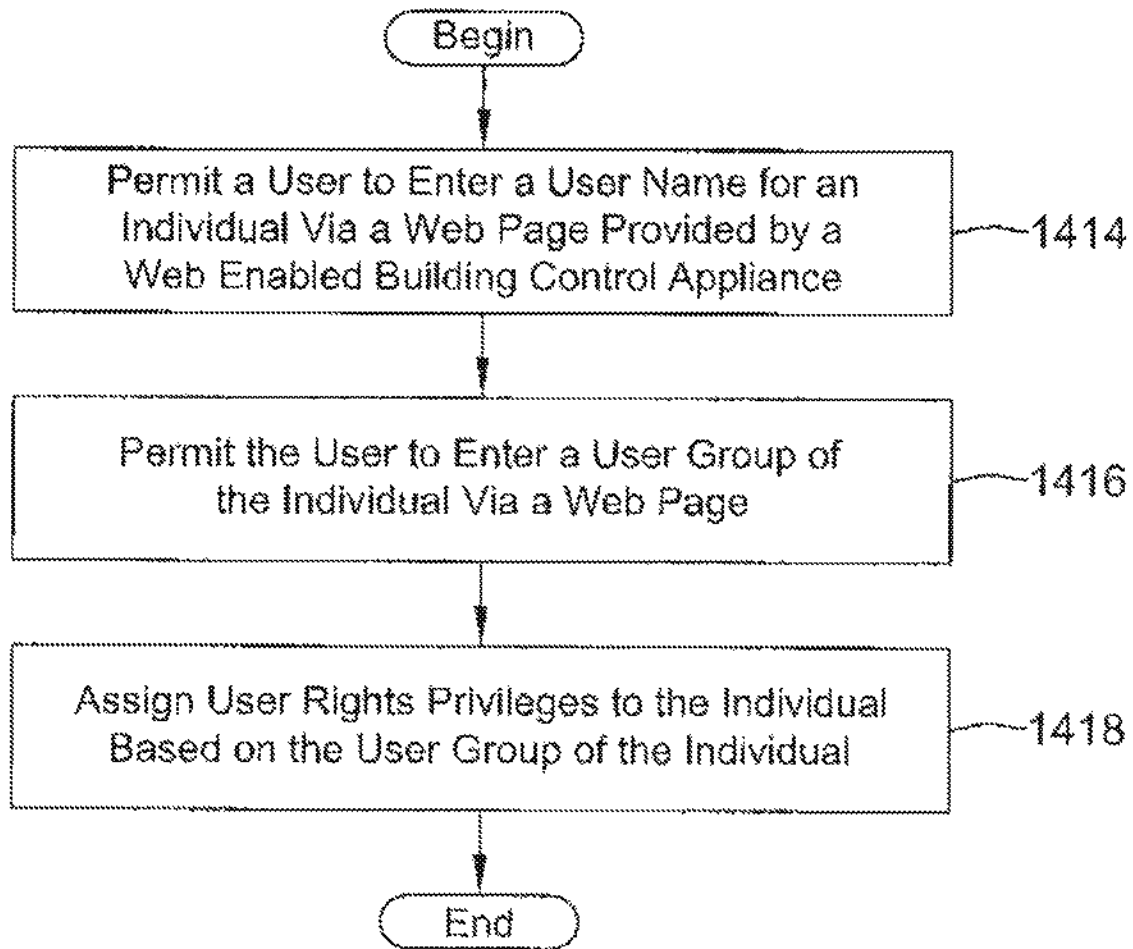 Begin
Permit a User to Enter a User Name for an
Individual Via a Web Page Provided by a
Web Enabled Building Control Appliance
1414
Permit the User to Enter a User Group of
the Individual Via a Web Page
1416
Assign User Rights Privileges to the Individual
Based on the User Group of the Individual
1418
End